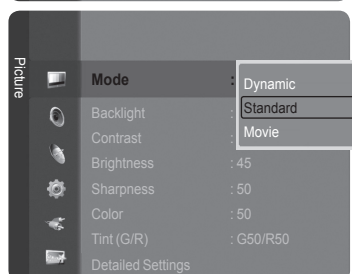 Picture
Mode : Dynamic
Backlight : Standard
Contrast : Movie
Brightness : 45
Sharpness : 50
Color : 50
Tint (G/R) : G50/R50
Detailed Settings